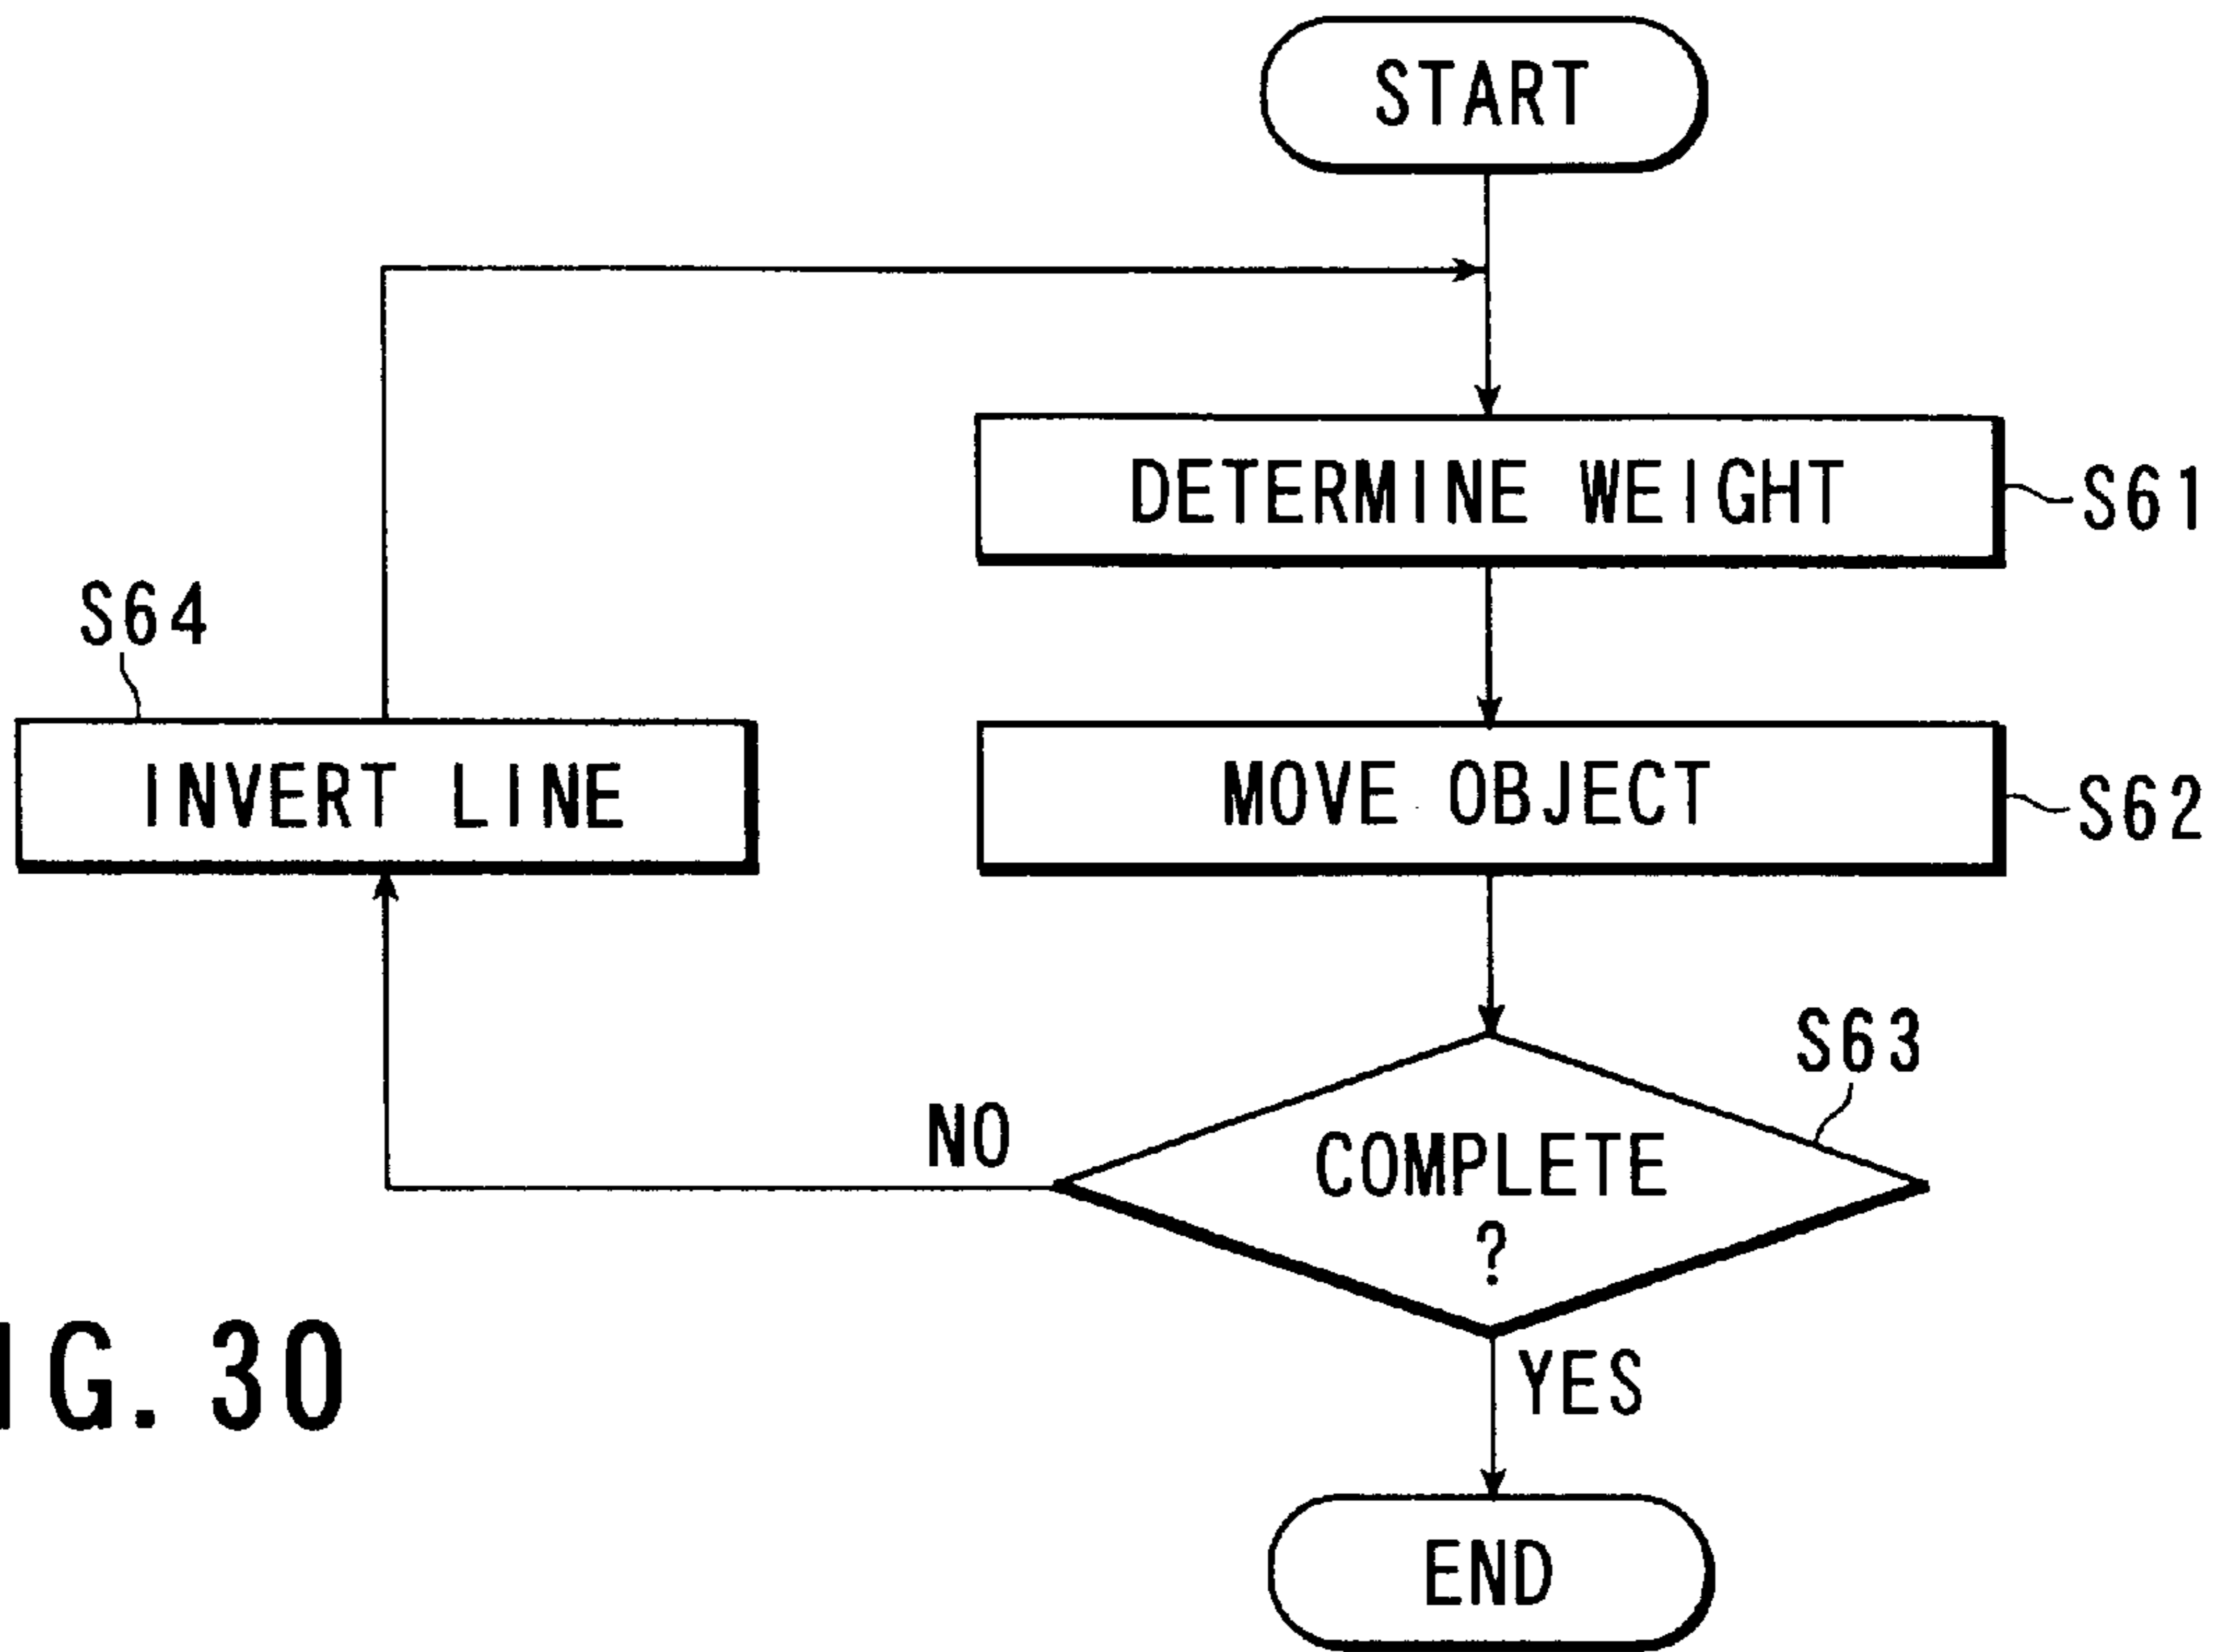 START
DETERMINE WEIGHT
S61
S64
INVERT LINE
MOVE OBJECT
S62
S63
NO
COMPLETE
?
YES
IG. 30
END